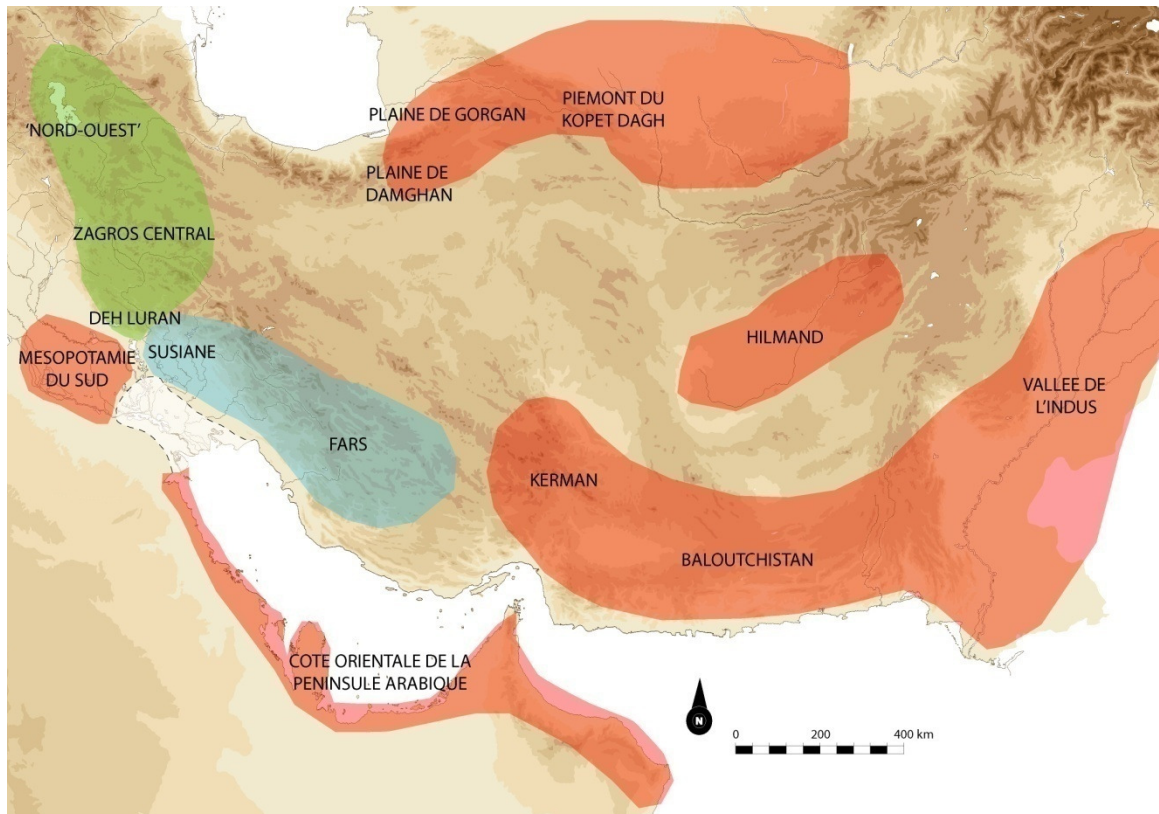 'NORD-OUEST'
PLAINE DE GORGAN
PIEMONT DU
KOPET DAGH
PLAINE DE
DAMGHAN
ZAGROS CENTRAL
DEH LURAN
MESOPOTAMIE
DU SUD
SUSIANE
HILMAND
VALLEE DE
L'INDUS
FARS
KERMAN
BALOUTCHISTAN
COTE ORIENTALE DE LA
PENINSULE ARABIQUE
N
0 200 400 km